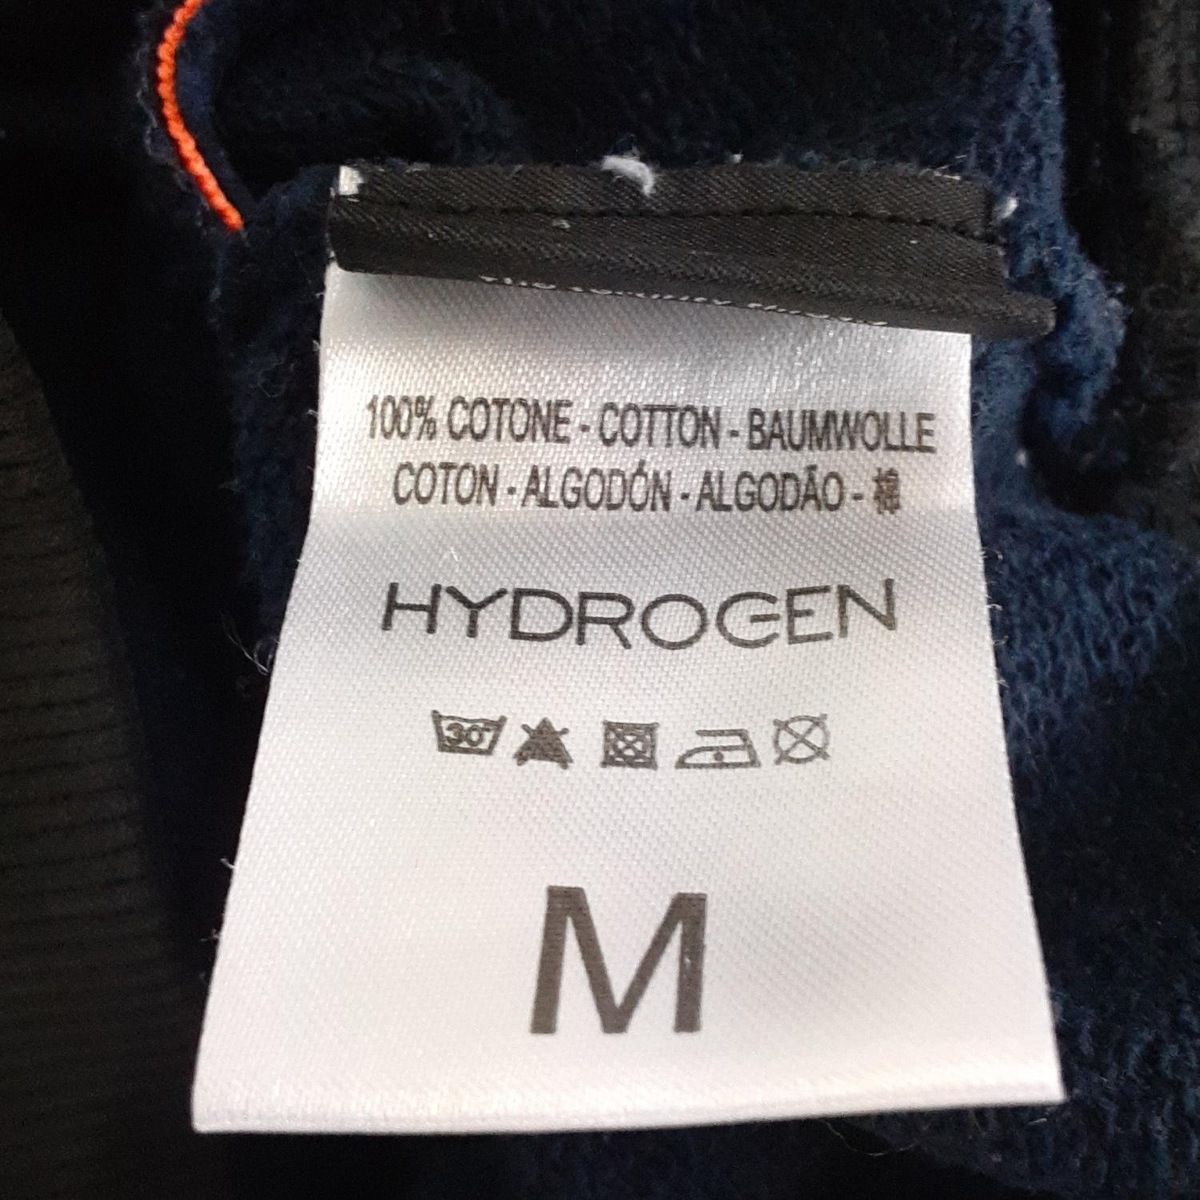 100% COTONE - COTTON - BAUMWOLLE
COTON - ALGODÓN - ALGODÃO - 棉
HYDROGEN
30°
M